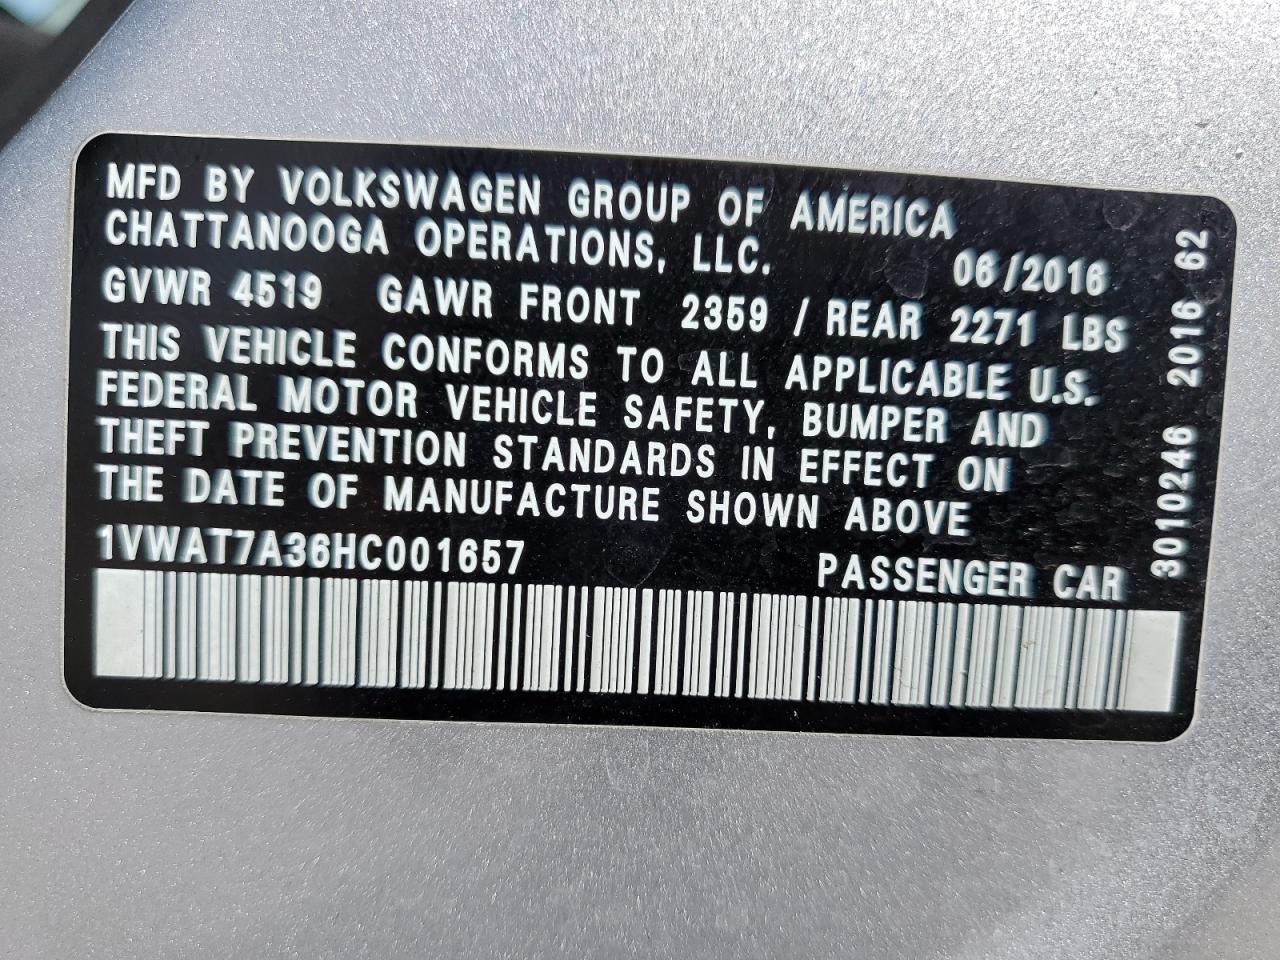 MFD BY VOLKSWAGEN GROUP OF AMERICA
CHATTANOOGA OPERATIONS, LLC. 06/2016
GVWR 4519 GAWR FRONT 2359 / REAR 2271 LBS
THIS VEHICLE CONFORMS TO ALL APPLICABLE U.S.
FEDERAL MOTOR VEHICLE SAFETY, BUMPER AND
THEFT PREVENTION STANDARDS IN EFFECT ON
THE DATE OF MANUFACTURE SHOWN ABOVE
1VWAT7A36HC001657 PASSENGER CAR
3010246 2016 62